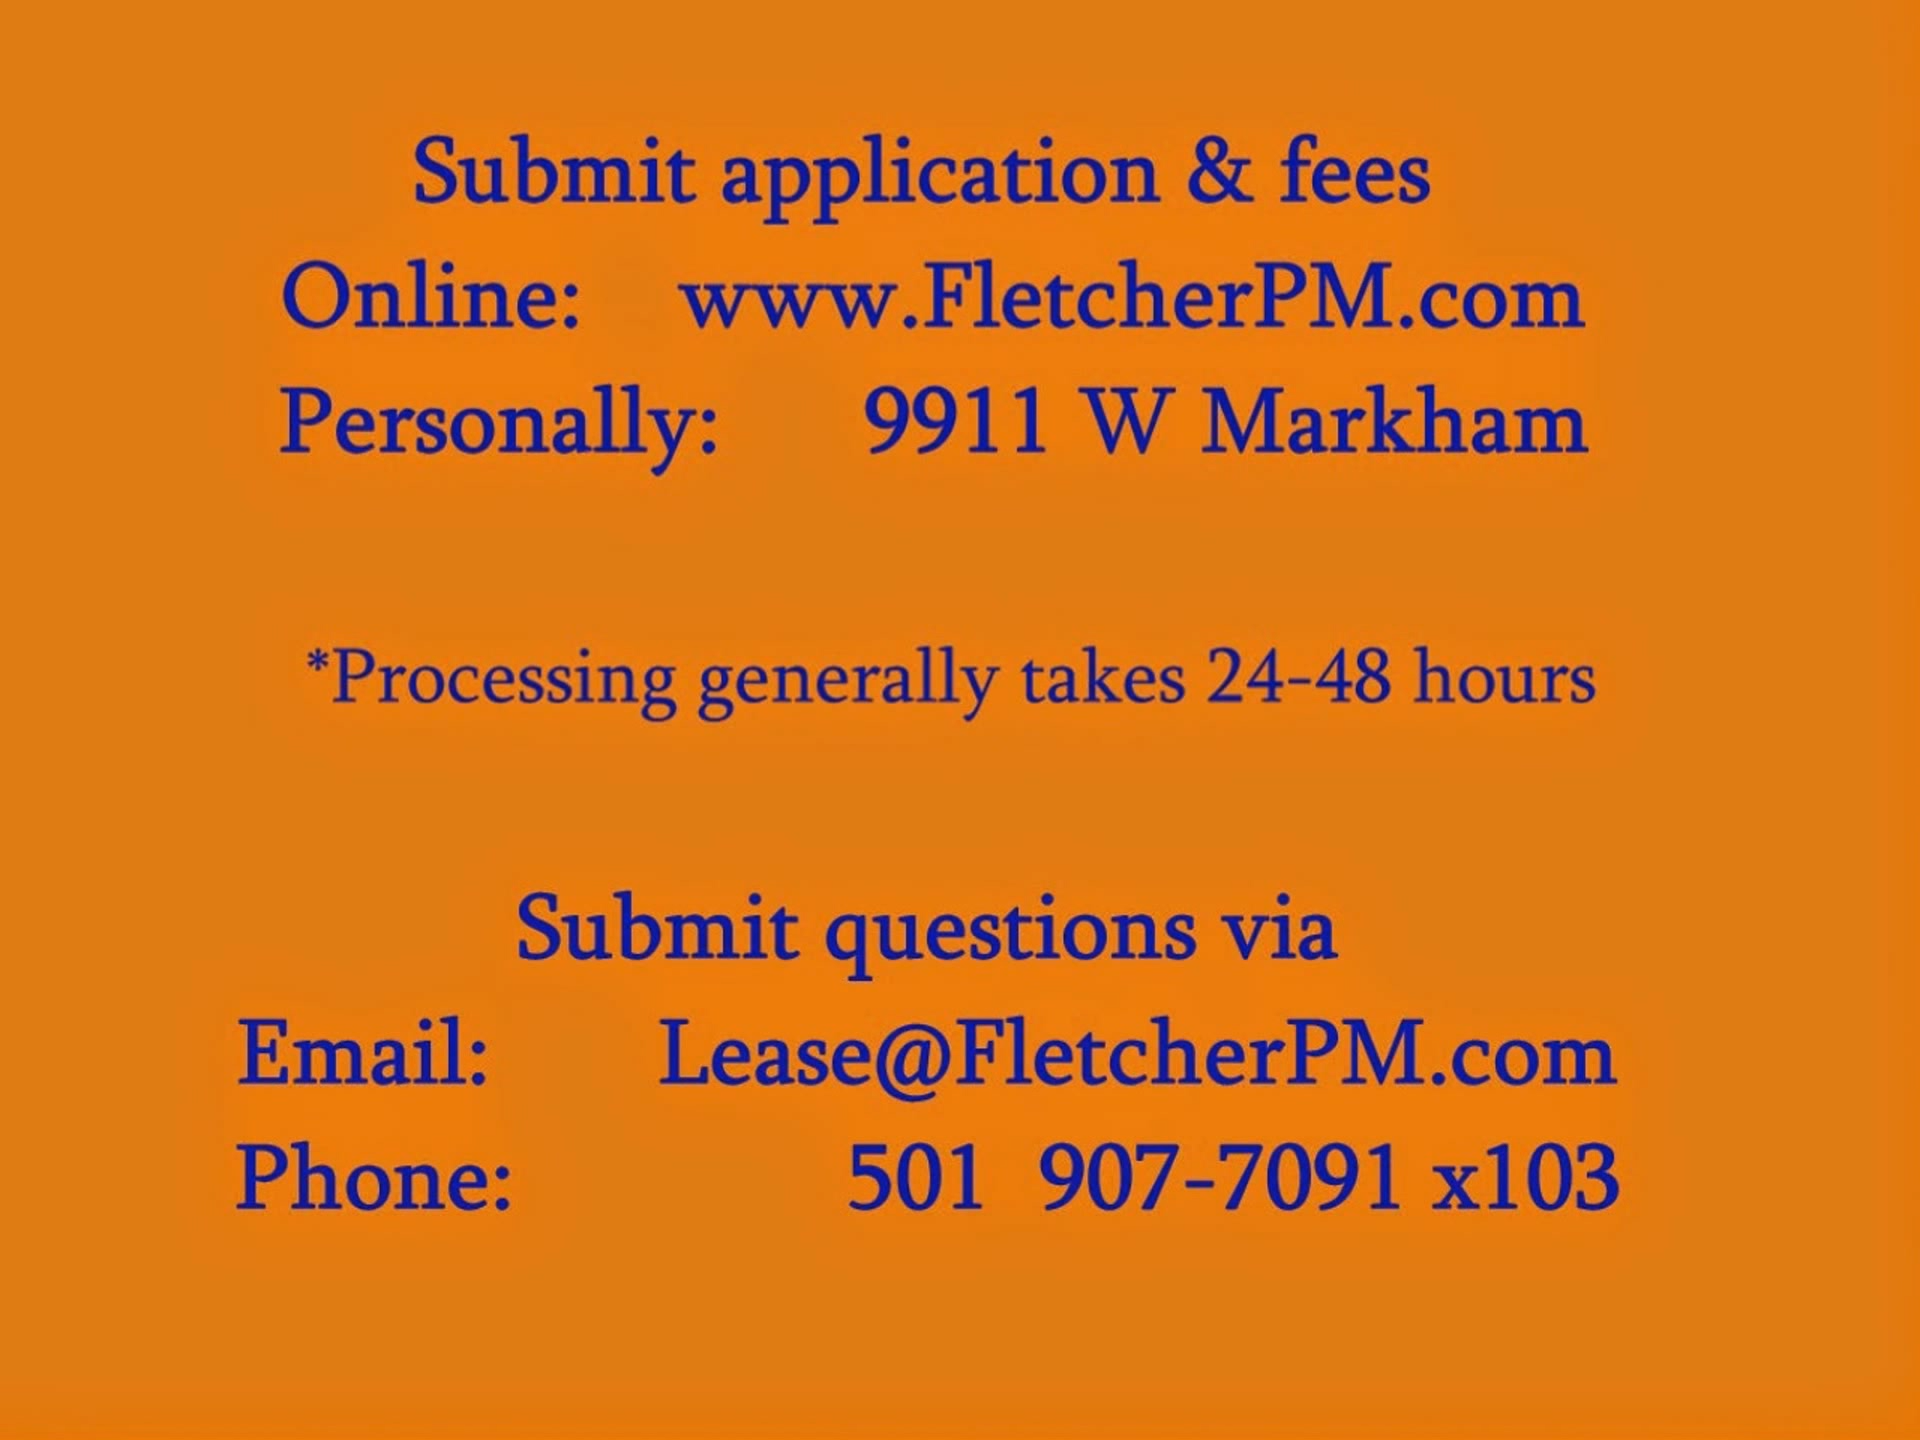 Submit application & fees
Online: www.FletcherPM.com
Personally: 9911 W Markham
*Processing generally takes 24-48 hours
Submit questions via
Email: Lease@FletcherPM.com
Phone: 501 907-7091 x103